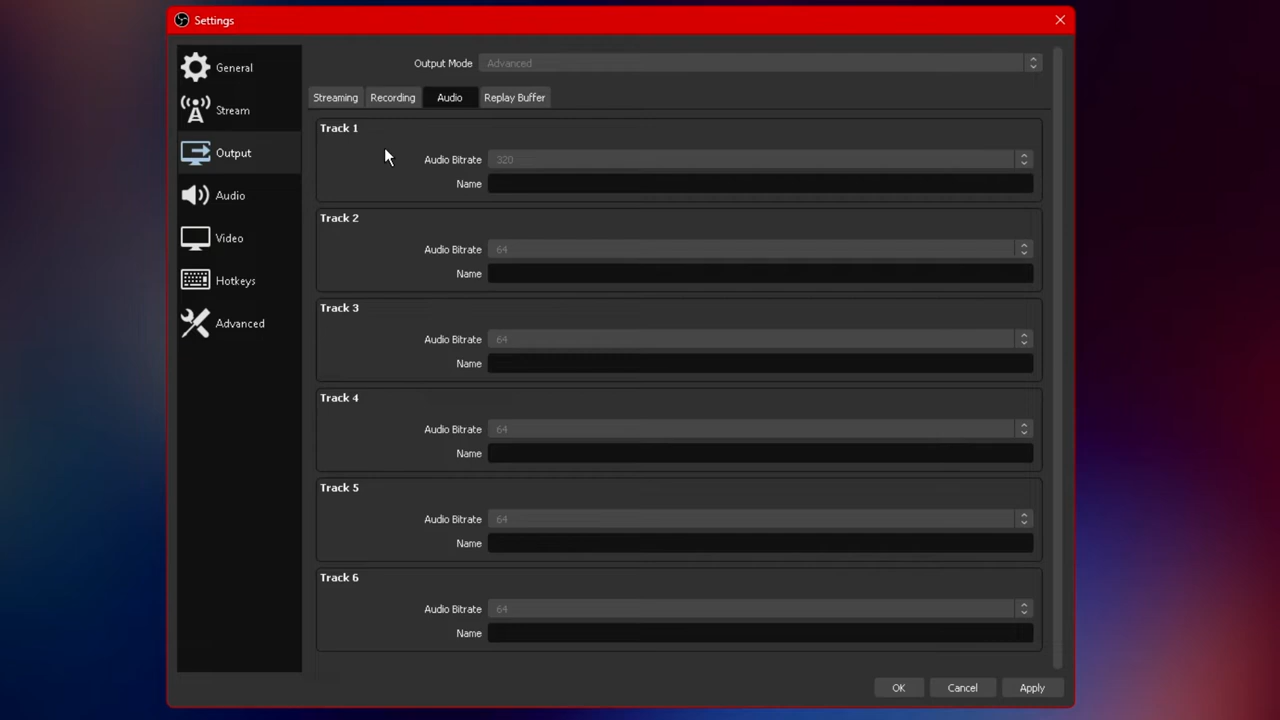 Settings
General
Stream
Output
Audio
Video
Hotkeys
Advanced
Output Mode Advanced
Streaming Recording Audio Replay Buffer
Track 1
Audio Bitrate 320
Name
Track 2
Audio Bitrate 64
Name
Track 3
Audio Bitrate 64
Name
Track 4
Audio Bitrate 64
Name
Track 5
Audio Bitrate 64
Name
Track 6
Audio Bitrate 64
Name
OK Cancel Apply